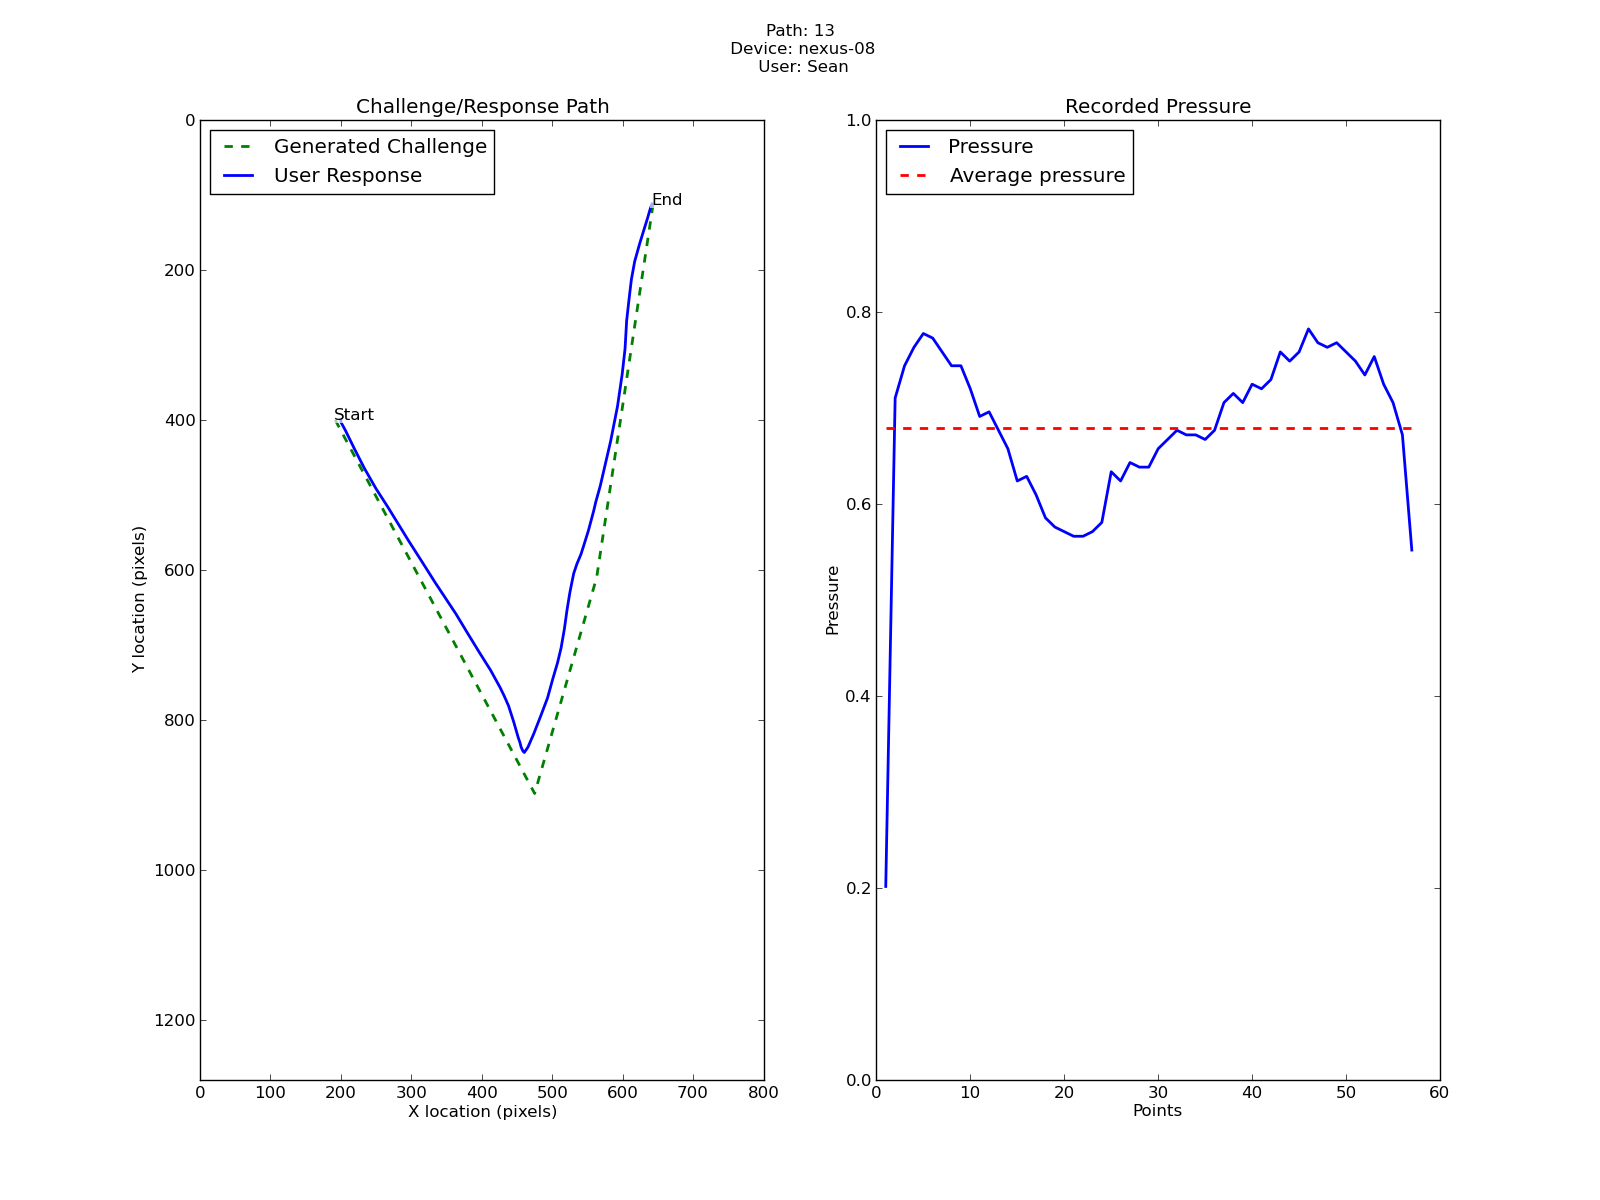 Path: 13
Device: nexus-08
User: Sean
Challenge/Response Path
Generated Challenge
User Response
Start
End
0
200
400
600
800
1000
1200
Y location (pixels)
0 100 200 300 400 500 600 700 800
X location (pixels)
Recorded Pressure
Pressure
Average pressure
1.0
0.8
0.6
0.4
0.2
0.0
Pressure
0 10 20 30 40 50 60
Points